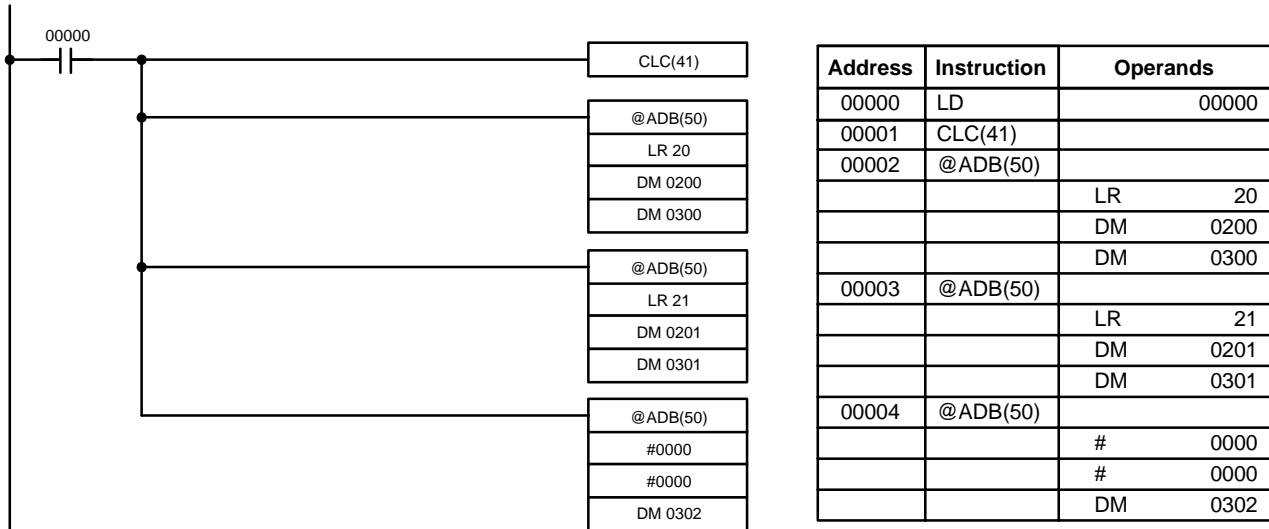 00000
CLC(41)
@ADB(50)
LR 20
DM 0200
DM 0300
@ADB(50)
LR 21
DM 0201
DM 0301
@ADB(50)
#0000
#0000
DM 0302
Address Instruction Operands
00000 LD 00000
00001 CLC(41)
00002 @ADB(50)
LR 20
DM 0200
DM 0300
00003 @ADB(50)
LR 21
DM 0201
DM 0301
00004 @ADB(50)
# 0000
# 0000
DM 0302